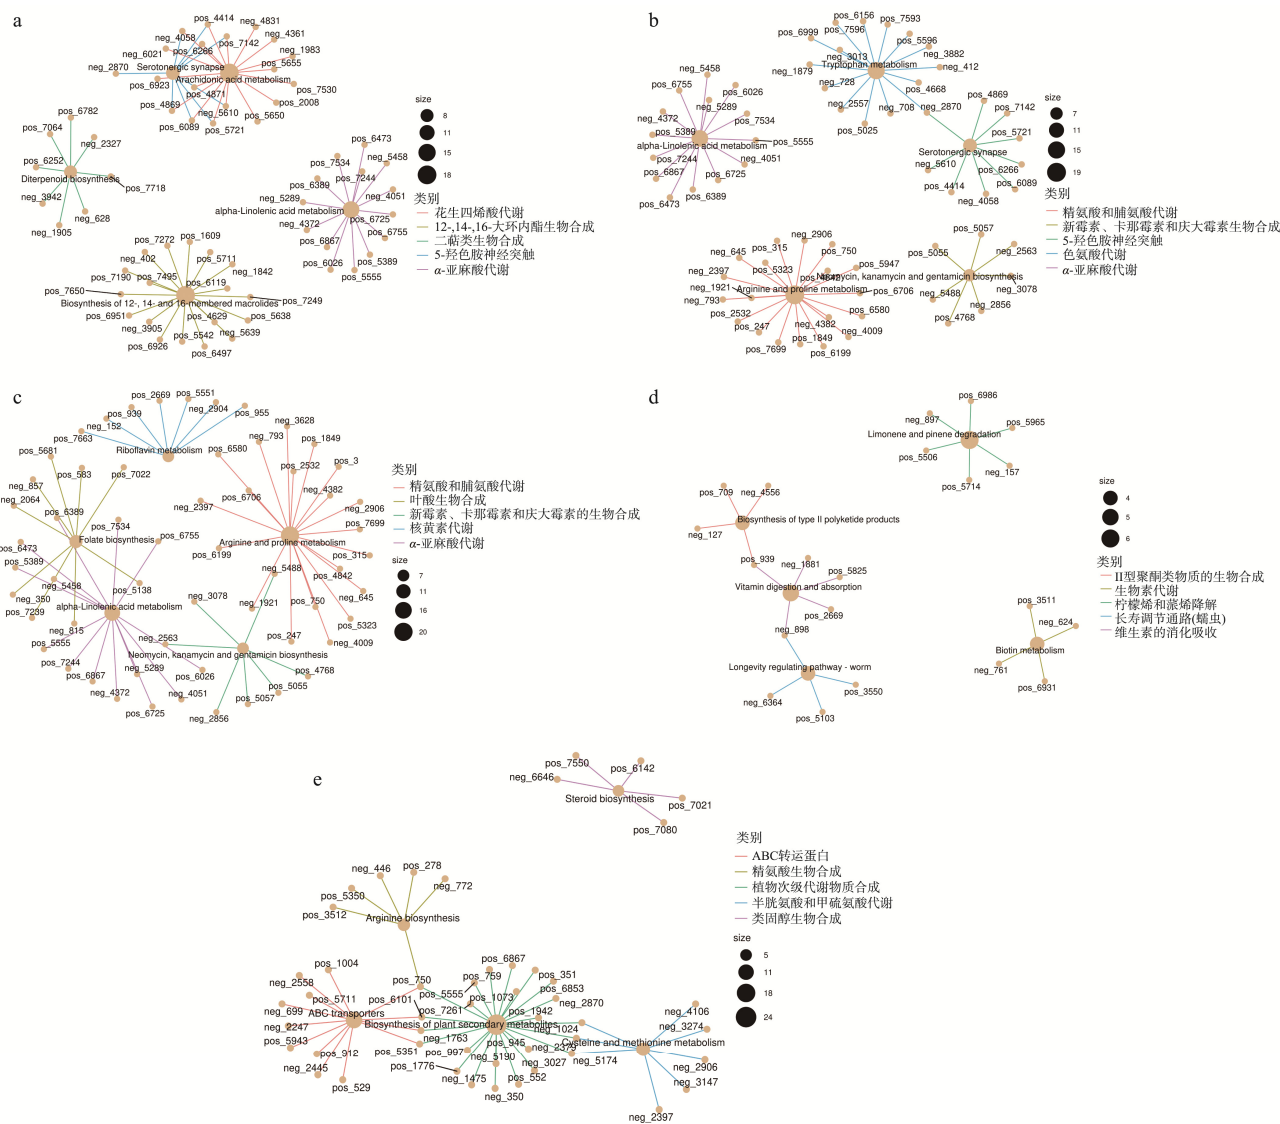 a
pos_4414
neg_4831
neg_4058
neg_4361
pos_7142
neg_6021
pos_6266
neg_1983
Serotonergic synapse
pos_5655
neg_2870
Arachidonic acid metabolism
pos_6923
pos_7530
pos_4871
pos_4869
pos_2008
neg_5610
pos_5650
pos_6089
pos_5721
pos_6782
pos_7064
neg_2327
pos_6252
Diterpenoid biosynthesis
pos_7718
neg_3942
neg_628
neg_1905
pos_6473
pos_7534
neg_5458
pos_7244
pos_6389
neg_4051
neg_5289
alpha-Linolenic acid metabolism
pos_6725
neg_4372
pos_6755
pos_6867
pos_5389
pos_6026
pos_5555
pos_7272
pos_1609
neg_402
pos_5711
pos_7190
pos_7495
neg_1842
pos_6119
pos_7650
Biosynthesis of 12-, 14- and 16-membered macrolides
pos_7249
pos_6951
pos_4629
pos_5638
neg_3905
neg_5639
pos_5542
pos_6926
pos_6497
size
8
11
15
18
类别
花生四烯酸代谢
12-,14-,16-大环内酯生物合成
二萜类生物合成
5-羟色胺神经突触
α-亚麻酸代谢
b
pos_6156
pos_7593
pos_7596
pos_6999
pos_5596
neg_3882
neg_3013
Tryptophan metabolism
neg_1879
neg_412
neg_728
pos_4668
neg_2557
neg_708
neg_2870
pos_5025
pos_4869
pos_7142
pos_5721
Serotonergic synapse
neg_5610
pos_6266
pos_6089
pos_4414
neg_4058
neg_5458
pos_6755
pos_6026
neg_5289
neg_4372
pos_7534
pos_5389
alpha-Linolenic acid metabolism
pos_5555
pos_7244
neg_4051
pos_6867
pos_6725
pos_6389
pos_6473
neg_2906
pos_315
pos_750
neg_645
pos_5947
pos_5323
neg_2397
pos_4842
neg_1921
Arginine and proline metabolism
pos_6706
neg_793
pos_6580
pos_2532
neg_4382
pos_247
neg_4009
pos_1849
pos_7699
pos_6199
pos_5057
pos_5055
neg_2563
Neomycin, kanamycin and gentamicin biosynthesis
neg_3078
neg_5488
neg_2856
pos_4768
size
7
11
15
19
类别
精氨酸和脯氨酸代谢
新霉素、卡那霉素和庆大霉素生物合成
5-羟色胺神经突触
色氨酸代谢
α-亚麻酸代谢
c
pos_2669
pos_5551
neg_2904
pos_939
pos_955
neg_152
pos_7663
Riboflavin metabolism
neg_3628
neg_793
pos_1849
pos_6580
pos_3
pos_2532
pos_6706
neg_4382
neg_2397
neg_2906
pos_7699
Arginine and proline metabolism
pos_6199
pos_315
neg_5488
pos_4842
neg_645
neg_1921
pos_750
pos_5323
pos_247
neg_4009
pos_5681
pos_583
pos_7022
neg_857
neg_2064
pos_6389
pos_7534
Folate biosynthesis
pos_6755
pos_6473
pos_5389
neg_5458
pos_5138
neg_350
alpha-Linolenic acid metabolism
pos_7239
neg_815
neg_3078
neg_2563
pos_5555
Neomycin, kanamycin and gentamicin biosynthesis
pos_7244
neg_5289
pos_6026
pos_6867
pos_4768
neg_4372
neg_4051
pos_5055
pos_5057
pos_6725
neg_2856
类别
精氨酸和脯氨酸代谢
叶酸生物合成
新霉素、卡那霉素和庆大霉素的生物合成
核黄素代谢
α-亚麻酸代谢
size
7
11
16
20
d
pos_6986
neg_897
pos_5965
Limonene and pinene degradation
pos_5506
neg_157
pos_5714
pos_709
neg_4556
Biosynthesis of type II polyketide products
neg_127
pos_939
neg_1881
pos_5825
Vitamin digestion and absorption
pos_2669
neg_898
Longevity regulating pathway - worm
pos_3550
neg_6364
pos_5103
pos_3511
neg_624
Biotin metabolism
neg_761
pos_6931
size
4
5
6
类别
II型聚酮类物质的生物合成
生物素代谢
柠檬烯和蒎烯降解
长寿调节通路(蠕虫)
维生素的消化吸收
e
pos_7550
pos_6142
neg_6646
Steroid biosynthesis
pos_7021
pos_7080
neg_446
pos_278
neg_772
pos_5350
pos_3512
Arginine biosynthesis
pos_1004
neg_2558
pos_750
pos_5711
pos_6101
neg_699
ABC transporters
neg_2247
pos_5943
pos_912
neg_2445
pos_529
pos_6867
pos_759
pos_351
pos_5555
pos_6853
pos_1073
neg_2870
pos_7261
pos_1942
Biosynthesis of plant secondary metabolites
neg_1024
neg_1763
pos_945
neg_2379
pos_5351
pos_997
neg_5190
neg_3027
neg_5174
pos_1776
neg_1475
pos_552
neg_350
neg_4106
neg_3274
Cysteine and methionine metabolism
neg_2906
neg_3147
neg_2397
类别
ABC转运蛋白
精氨酸生物合成
植物次级代谢物质合成
半胱氨酸和甲硫氨酸代谢
类固醇生物合成
size
5
11
18
24